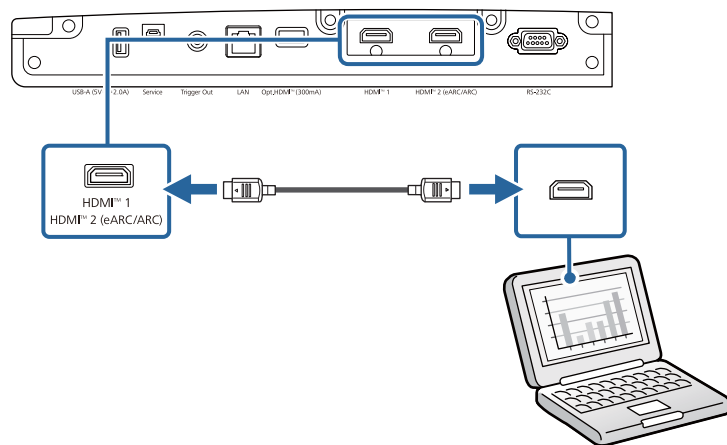 USB-A (5V 2.0A) Service Trigger Out LAN Opt.HDMI™(300mA) HDMI™ 1 HDMI™ 2 (eARC/ARC) RS-232C
HDMI™ 1
HDMI™ 2 (eARC/ARC)